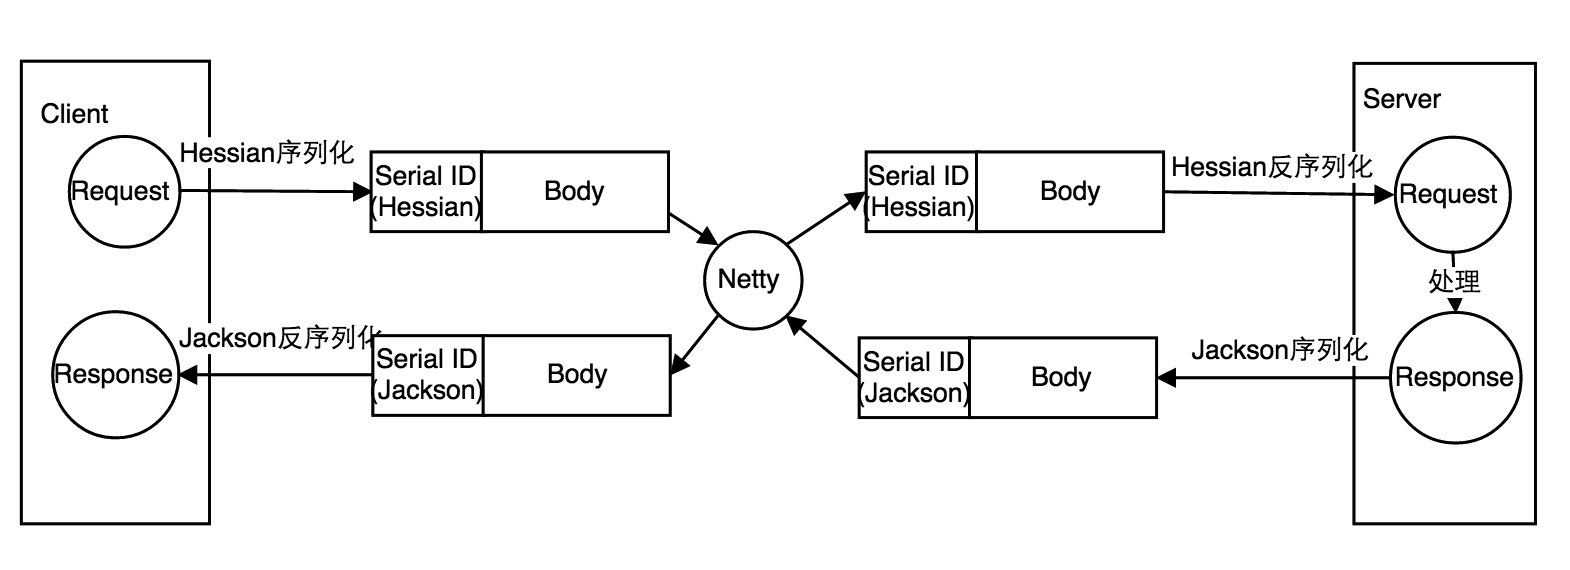 Client
Server
Hessian序列化
Hessian反序列化
Request
Serial ID
(Hessian)
Body
Serial ID
(Hessian)
Body
Request
Netty
处理
Jackson反序列化
Jackson序列化
Response
Serial ID
(Jackson)
Body
Serial ID
(Jackson)
Body
Response